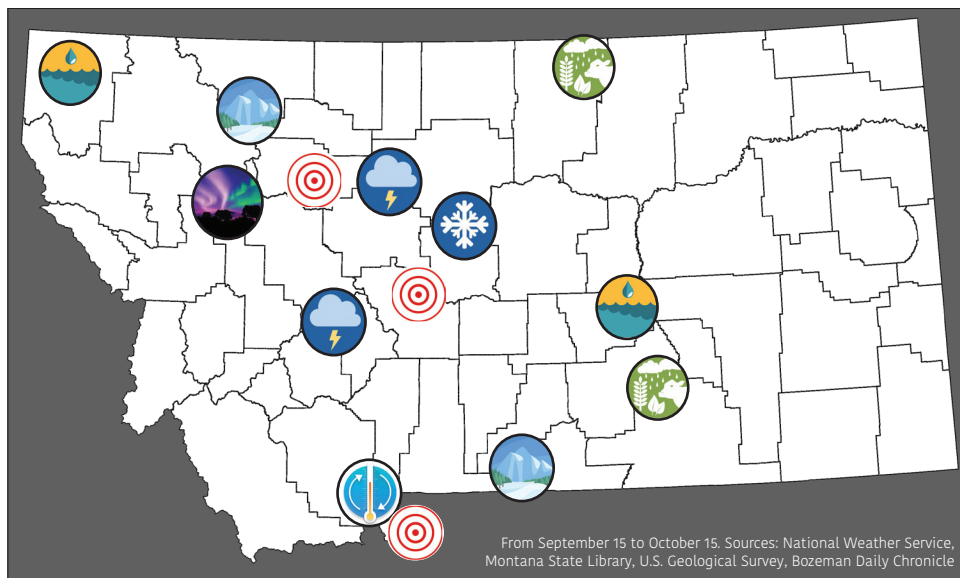 From September 15 to October 15. Sources: National Weather Service,
Montana State Library, U.S. Geological Survey, Bozeman Daily Chronicle